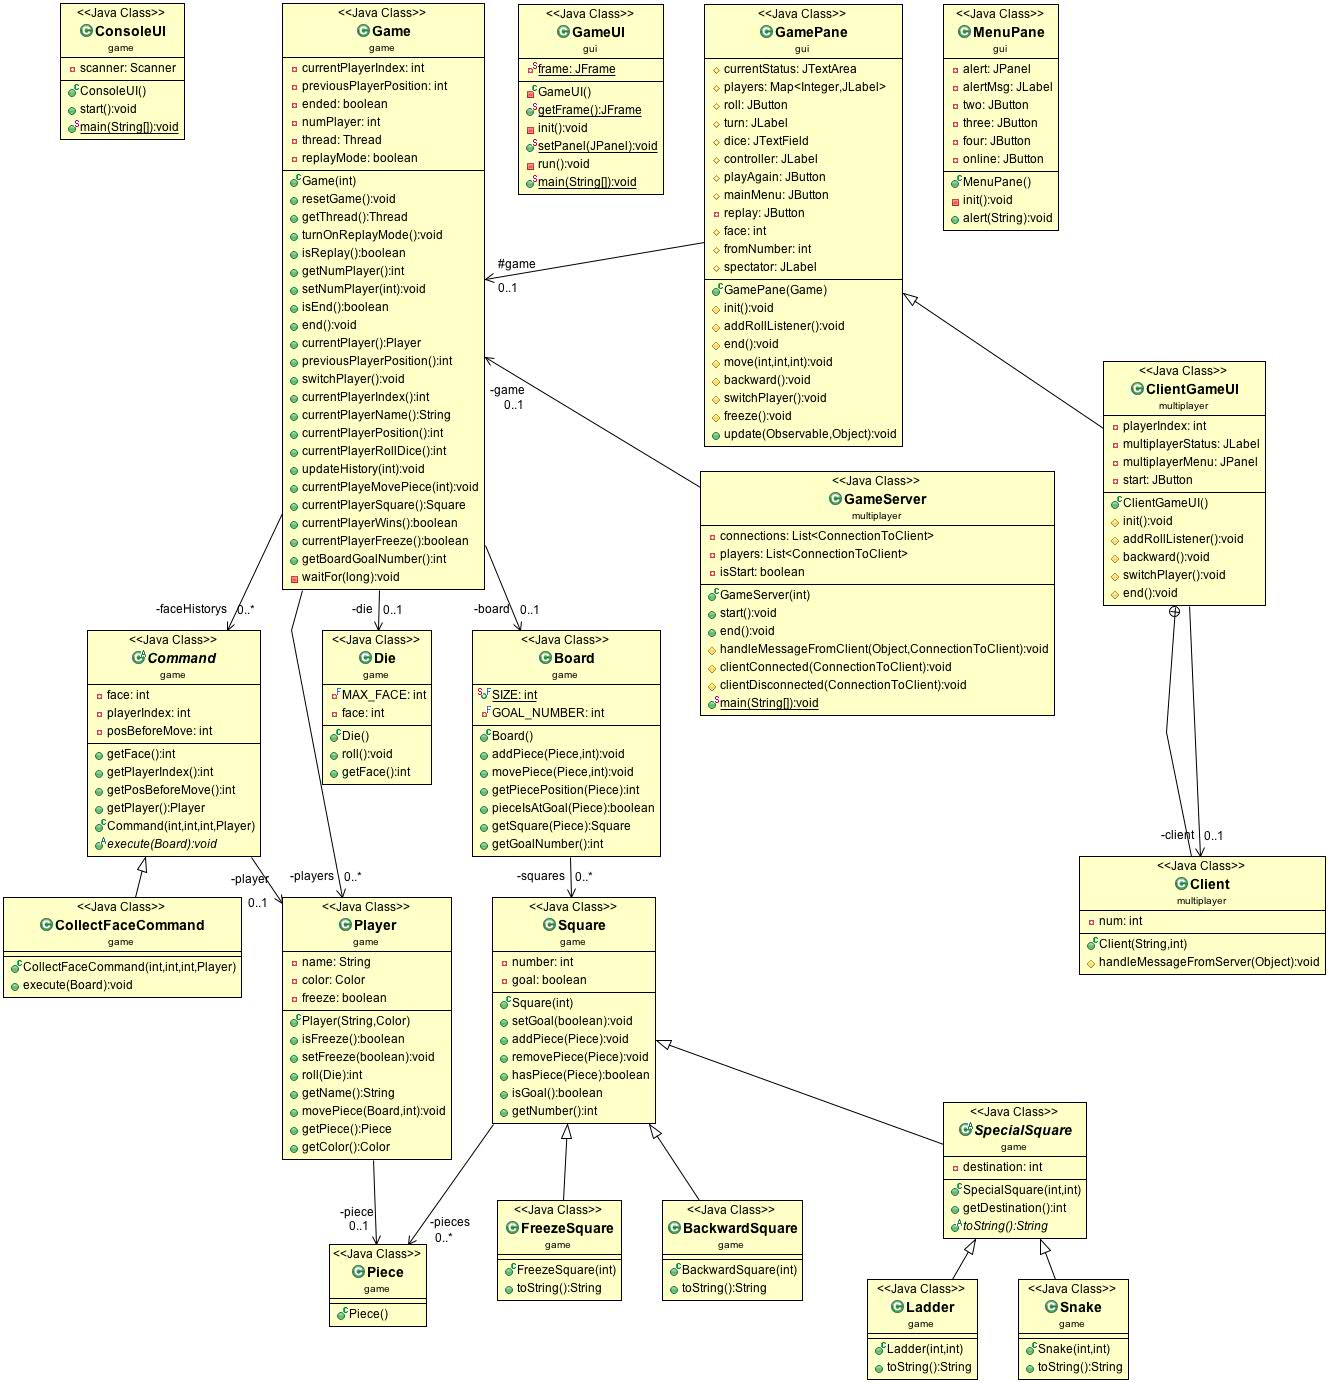 <<Java Class>>
ConsoleUI
game
scanner: Scanner
ConsoleUI()
start():void
main(String[]):void
<<Java Class>>
Game
game
currentPlayerIndex: int
previousPlayerPosition: int
ended: boolean
numPlayer: int
thread: Thread
replayMode: boolean
Game(int)
resetGame():void
getThread():Thread
turnOnReplayMode():void
isReplay():boolean
getNumPlayer():int
setNumPlayer(int):void
isEnd():boolean
end():void
currentPlayer():Player
previousPlayerPosition():int
switchPlayer():void
currentPlayerIndex():int
currentPlayerName():String
currentPlayerPosition():int
currentPlayerRollDice():int
updateHistory(int):void
currentPlayeMovePiece(int):void
currentPlayerSquare():Square
currentPlayerWins():boolean
currentPlayerFreeze():boolean
getBoardGoalNumber():int
waitFor(long):void
<<Java Class>>
GameUI
gui
frame: JFrame
GameUI()
getFrame():JFrame
init():void
setPanel(JPanel):void
run():void
main(String[]):void
<<Java Class>>
GamePane
gui
currentStatus: JTextArea
players: Map<Integer,JLabel>
roll: JButton
turn: JLabel
dice: JTextField
controller: JLabel
playAgain: JButton
mainMenu: JButton
replay: JButton
face: int
fromNumber: int
spectator: JLabel
GamePane(Game)
init():void
addRollListener():void
end():void
move(int,int,int):void
backward():void
switchPlayer():void
freeze():void
update(Observable,Object):void
<<Java Class>>
MenuPane
gui
alert: JPanel
alertMsg: JLabel
two: JButton
three: JButton
four: JButton
online: JButton
MenuPane()
init():void
alert(String):void
#game
0..1
-game
0..1
<<Java Class>>
ClientGameUI
multiplayer
playerIndex: int
multiplayerStatus: JLabel
multiplayerMenu: JPanel
start: JButton
ClientGameUI()
init():void
addRollListener():void
backward():void
switchPlayer():void
end():void
<<Java Class>>
GameServer
multiplayer
connections: List<ConnectionToClient>
players: List<ConnectionToClient>
isStart: boolean
GameServer(int)
start():void
end():void
handleMessageFromClient(Object,ConnectionToClient):void
clientConnected(ConnectionToClient):void
clientDisconnected(ConnectionToClient):void
main(String[]):void
-faceHistorys 0..*
-die 0..1
-board 0..1
<<Java Class>>
Command
game
face: int
playerIndex: int
posBeforeMove: int
getFace():int
getPlayerIndex():int
getPosBeforeMove():int
getPlayer():Player
Command(int,int,int,Player)
execute(Board):void
<<Java Class>>
Die
game
MAX_FACE: int
face: int
Die()
roll():void
getFace():int
<<Java Class>>
Board
game
SIZE: int
GOAL_NUMBER: int
Board()
addPiece(Piece,int):void
movePiece(Piece,int):void
getPiecePosition(Piece):int
pieceIsAtGoal(Piece):boolean
getSquare(Piece):Square
getGoalNumber():int
-client 0..1
<<Java Class>>
Client
multiplayer
num: int
Client(String,int)
handleMessageFromServer(Object):void
-player
0..1
-players 0..*
-squares 0..*
<<Java Class>>
CollectFaceCommand
game
CollectFaceCommand(int,int,int,Player)
execute(Board):void
<<Java Class>>
Player
game
name: String
color: Color
freeze: boolean
Player(String,Color)
isFreeze():boolean
setFreeze(boolean):void
roll(Die):int
getName():String
movePiece(Board,int):void
getPiece():Piece
getColor():Color
<<Java Class>>
Square
game
number: int
goal: boolean
Square(int)
setGoal(boolean):void
addPiece(Piece):void
removePiece(Piece):void
hasPiece(Piece):boolean
isGoal():boolean
getNumber():int
<<Java Class>>
SpecialSquare
game
destination: int
SpecialSquare(int,int)
getDestination():int
toString():String
-piece
0..1
-pieces
0..*
<<Java Class>>
Piece
game
Piece()
<<Java Class>>
FreezeSquare
game
FreezeSquare(int)
toString():String
<<Java Class>>
BackwardSquare
game
BackwardSquare(int)
toString():String
<<Java Class>>
Ladder
game
Ladder(int,int)
toString():String
<<Java Class>>
Snake
game
Snake(int,int)
toString():String